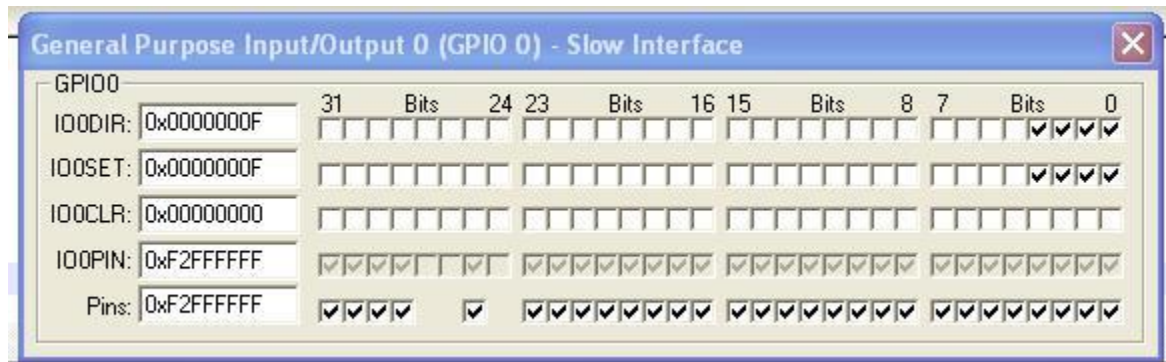 General Purpose Input/Output 0 (GPIO 0) - Slow Interface
GPIO0
31 Bits 24 23 Bits 16 15 Bits 8 7 Bits 0
IO0DIR: 0x0000000F
IO0SET: 0x0000000F
IO0CLR: 0x00000000
IO0PIN: 0xF2FFFFFF
Pins: 0xF2FFFFFF